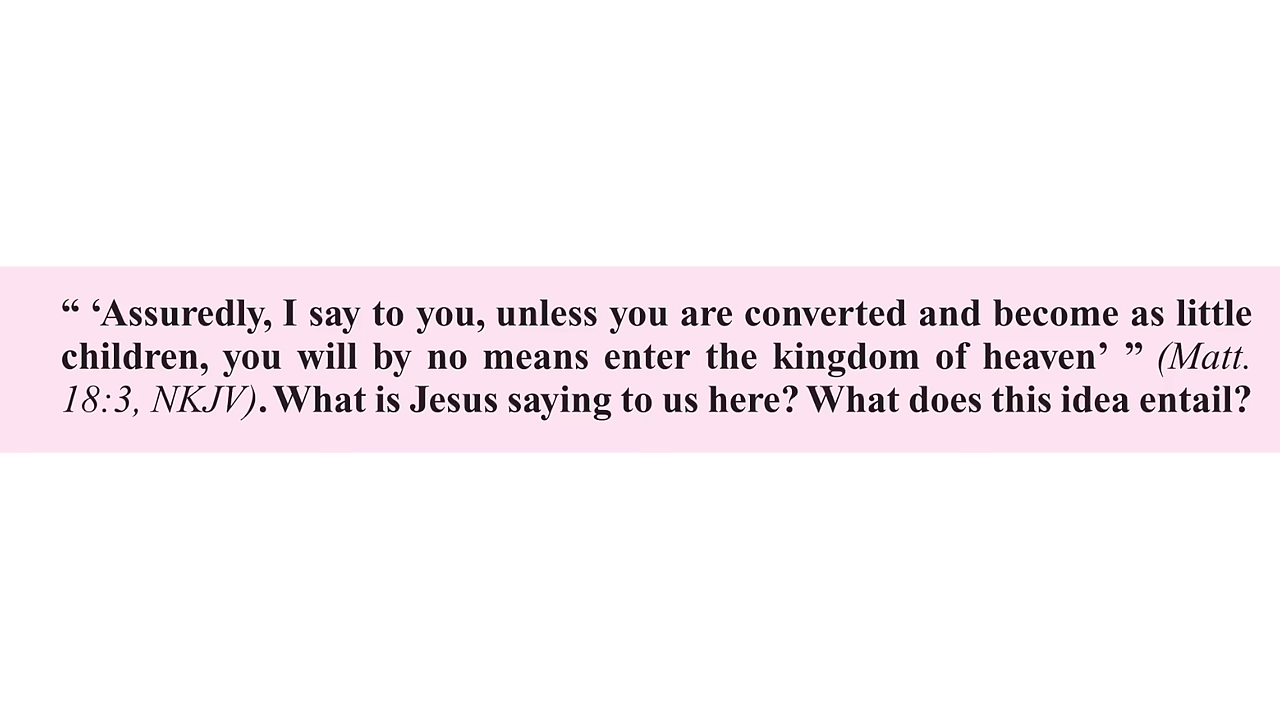 “ ‘Assuredly, I say to you, unless you are converted and become as little
children, you will by no means enter the kingdom of heaven’ ” (Matt.
18:3, NKJV). What is Jesus saying to us here? What does this idea entail?